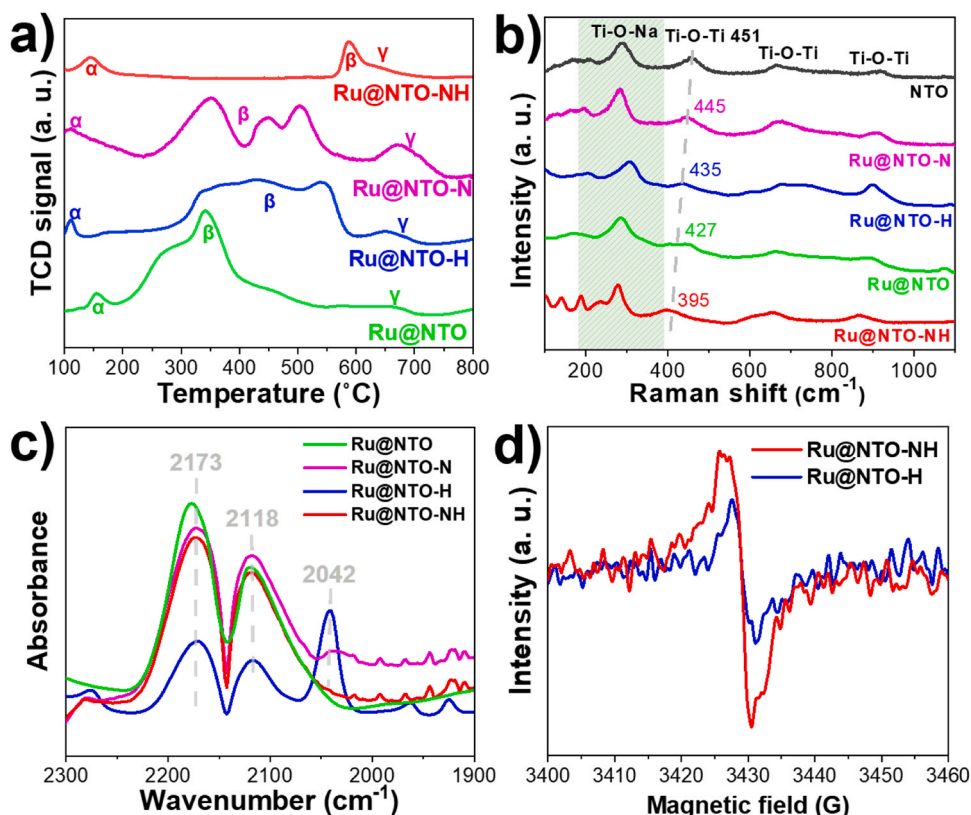 a)
α
β
γ
Ru@NTO-NH
α
β
γ
Ru@NTO-N
α
β
γ
Ru@NTO-H
α
β
γ
Ru@NTO
TCD signal (a. u.)
100 200 300 400 500 600 700 800
Temperature (°C)
b)
Ti-O-Na
Ti-O-Ti 451
Ti-O-Ti
Ti-O-Ti
NTO
445
Ru@NTO-N
435
Ru@NTO-H
427
Ru@NTO
395
Ru@NTO-NH
Intensity (a. u.)
200 400 600 800 1000
Raman shift (cm⁻¹)
c)
2173
2118
2042
Ru@NTO
Ru@NTO-N
Ru@NTO-H
Ru@NTO-NH
Absorbance
2300 2200 2100 2000 1900
Wavenumber (cm⁻¹)
d)
Ru@NTO-NH
Ru@NTO-H
Intensity (a. u.)
3400 3410 3420 3430 3440 3450 3460
Magnetic field (G)